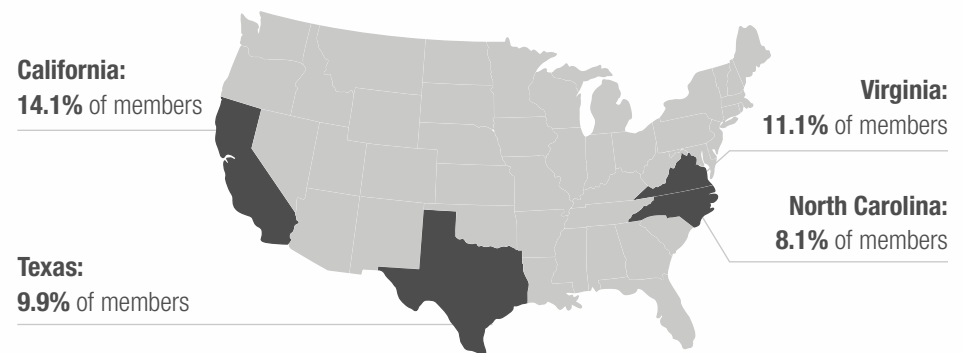 California:
14.1% of members
Virginia:
11.1% of members
North Carolina:
8.1% of members
Texas:
9.9% of members